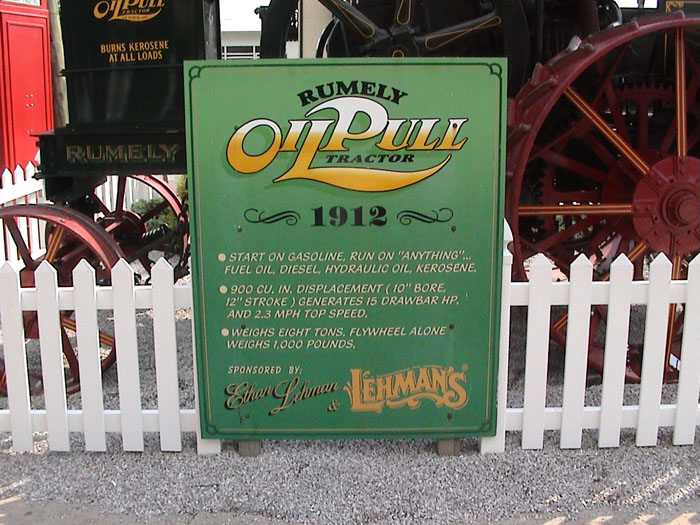 OILPULL
TRACTOR
BURNS KEROSENE
AT ALL LOADS
RUMELY
RUMELY
OILPULL
TRACTOR
1912
START ON GASOLINE, RUN ON "ANYTHING"...
FUEL OIL, DIESEL, HYDRAULIC OIL, KEROSENE.
900 CU. IN. DISPLACEMENT ( 10" BORE,
12" STROKE ) GENERATES 15 DRAWBAR HP.
AND 2.3 MPH TOP SPEED.
WEIGHS EIGHT TONS, FLYWHEEL ALONE
WEIGHS 1,000 POUNDS.
SPONSORED BY:
Ethan Lehman
& LEHMAN'S